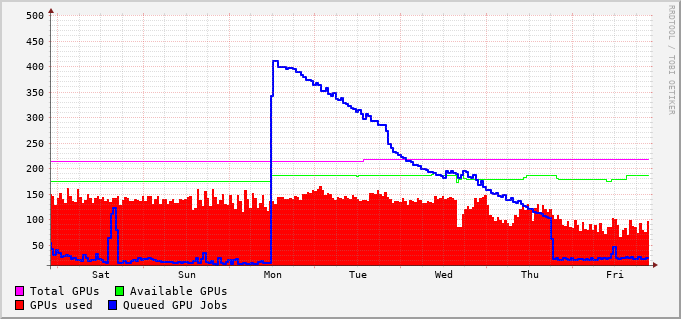 500
450
400
350
300
250
200
150
100
50
Sat Sun Mon Tue Wed Thu Fri
Total GPUs Available GPUs
GPUs used Queued GPU Jobs
RRDTOOL / TOBI OETIKER